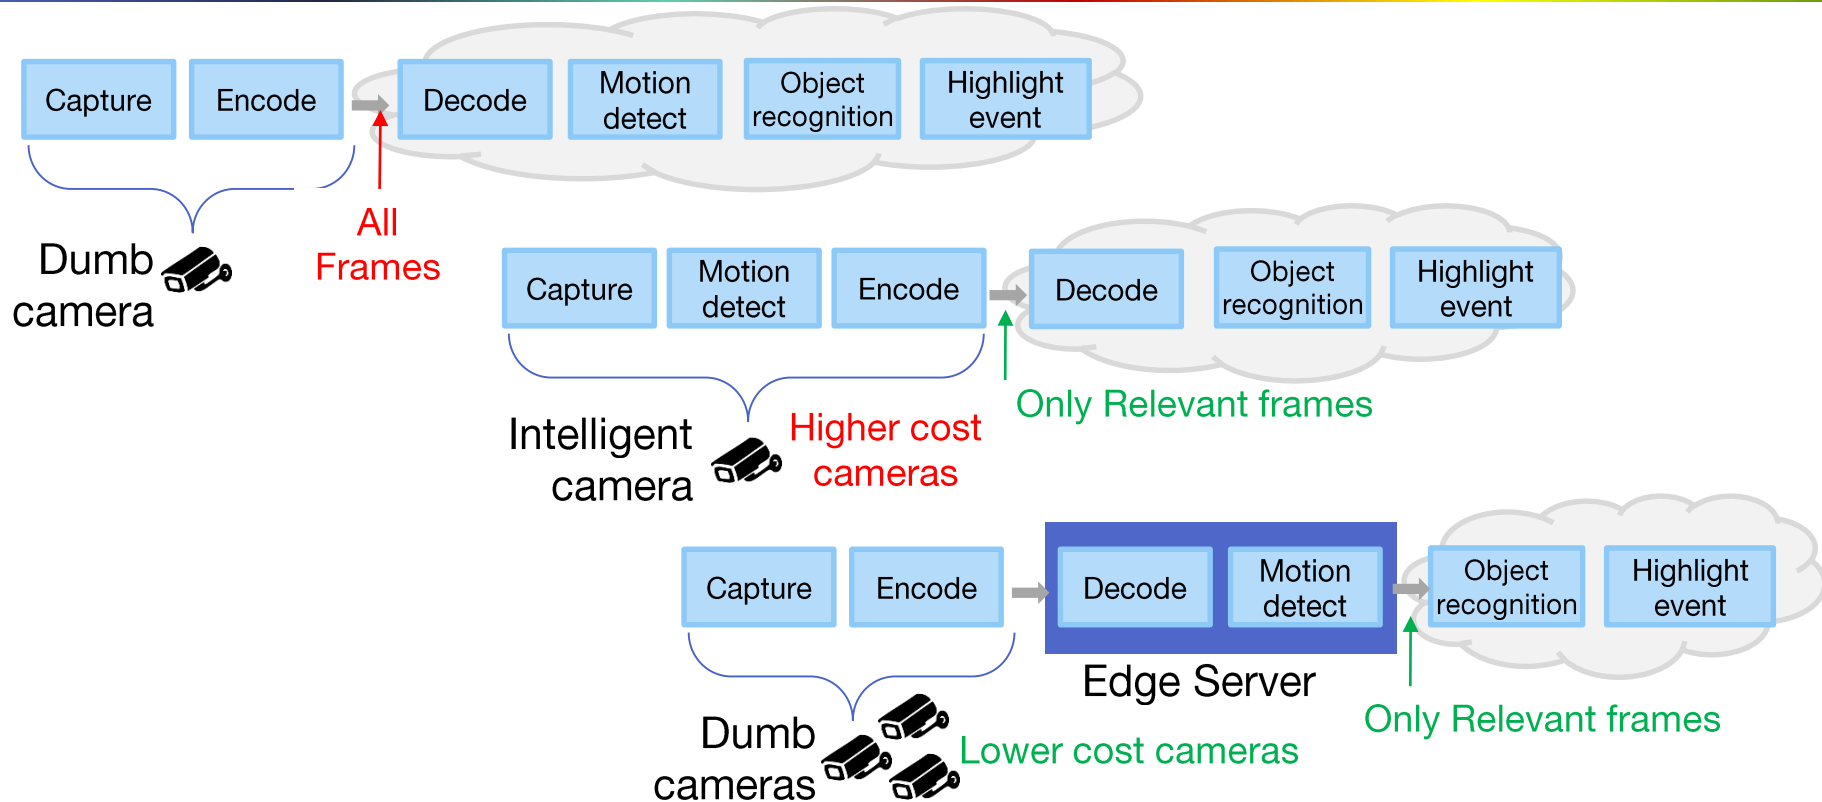 Capture
Encode
Decode
Motion
detect
Object
recognition
Highlight
event
All
Frames
Dumb
camera
Capture
Motion
detect
Encode
Decode
Object
recognition
Highlight
event
Only Relevant frames
Intelligent
camera
Higher cost
cameras
Capture
Encode
Decode
Motion
detect
Object
recognition
Highlight
event
Edge Server
Only Relevant frames
Dumb
cameras
Lower cost cameras